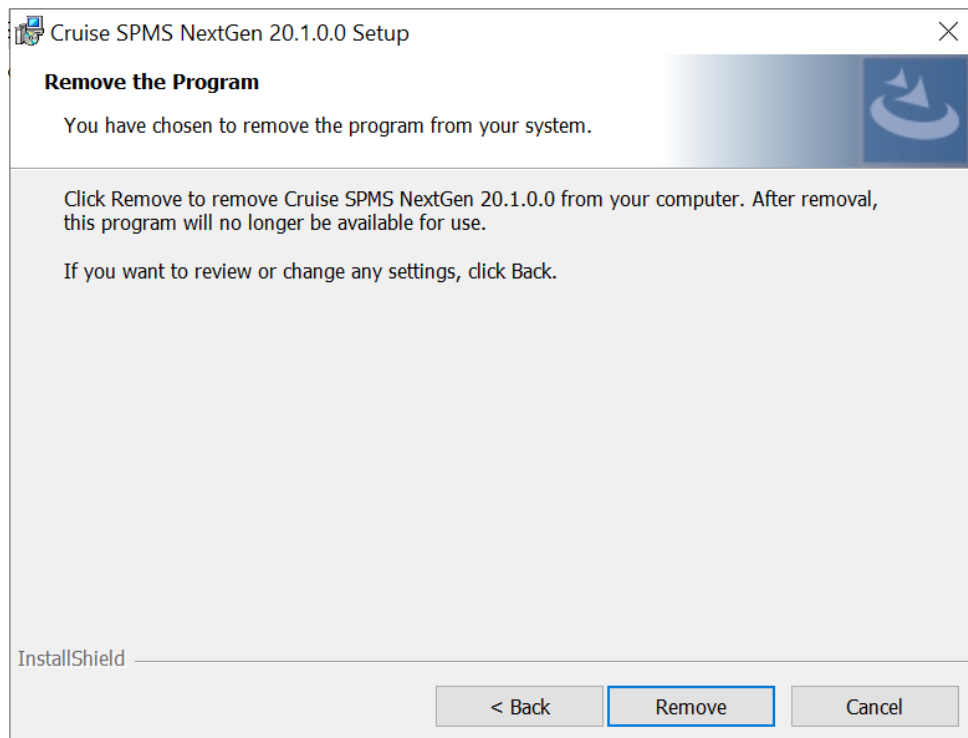 Cruise SPMS NextGen 20.1.0.0 Setup
Remove the Program
You have chosen to remove the program from your system.
Click Remove to remove Cruise SPMS NextGen 20.1.0.0 from your computer. After removal,
this program will no longer be available for use.
If you want to review or change any settings, click Back.
InstallShield
< Back
Remove
Cancel